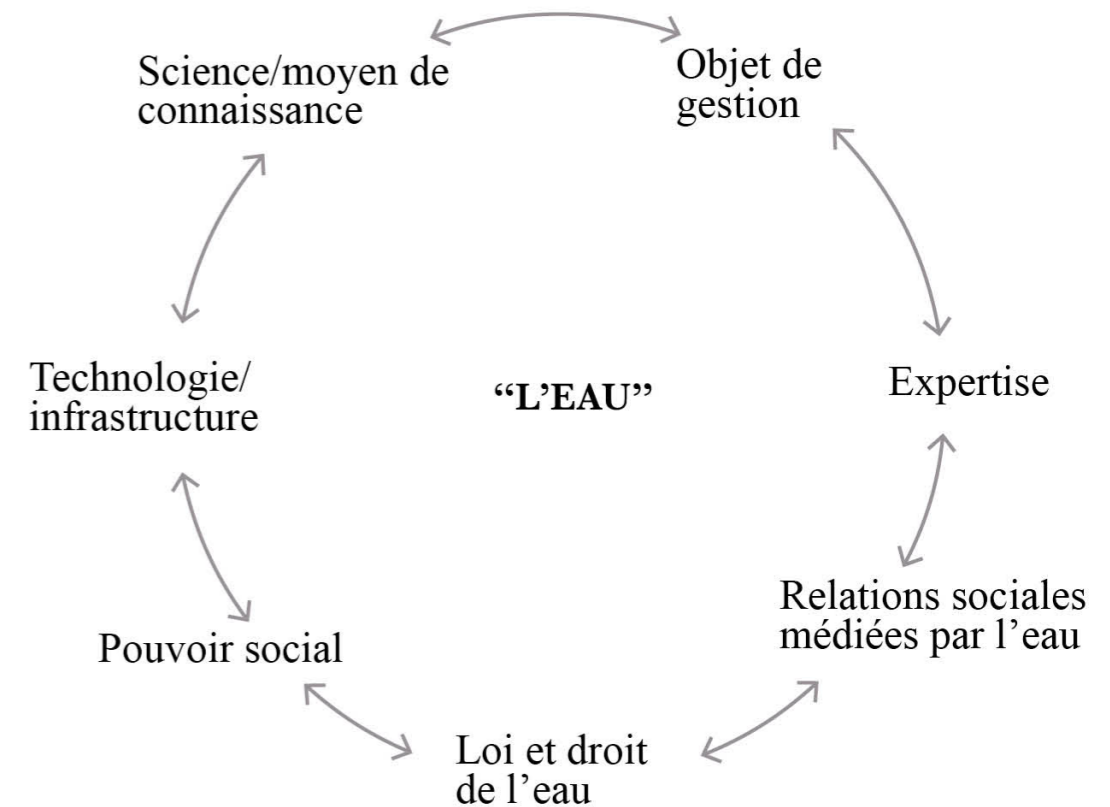 Science/moyen de
connaissance
Objet de
gestion
Technologie/
infrastructure
“L’EAU”
Expertise
Relations sociales
médiées par l’eau
Pouvoir social
Loi et droit
de l’eau